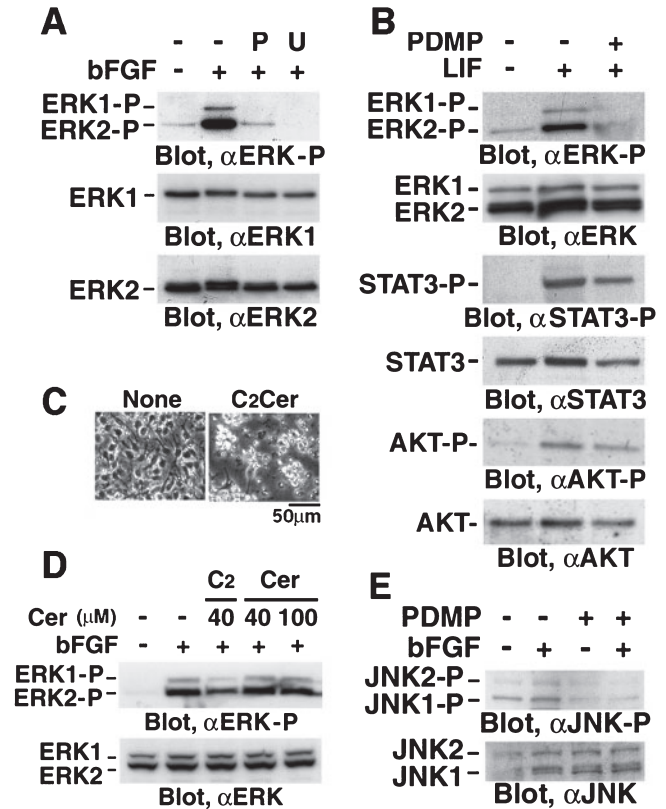 A
- - P U
bFGF - + + +
ERK1-P-
ERK2-P-
Blot, αERK-P
ERK1-
Blot, αERK1
ERK2-
Blot, αERK2
B
PDMP - - +
LIF - + +
ERK1-P-
ERK2-P-
Blot, αERK-P
ERK1-
ERK2-
Blot, αERK
STAT3-P-
Blot, αSTAT3-P
STAT3-
Blot, αSTAT3
AKT-P-
Blot, αAKT-P
AKT-
Blot, αAKT
C
None C2Cer
50μm
D
C2 Cer
Cer (μM) - - 40 40 100
bFGF - + + + +
ERK1-P-
ERK2-P-
Blot, αERK-P
ERK1-
ERK2-
Blot, αERK
E
PDMP - - + +
bFGF - + - +
JNK2-P-
JNK1-P-
Blot, αJNK-P
JNK2-
JNK1-
Blot, αJNK